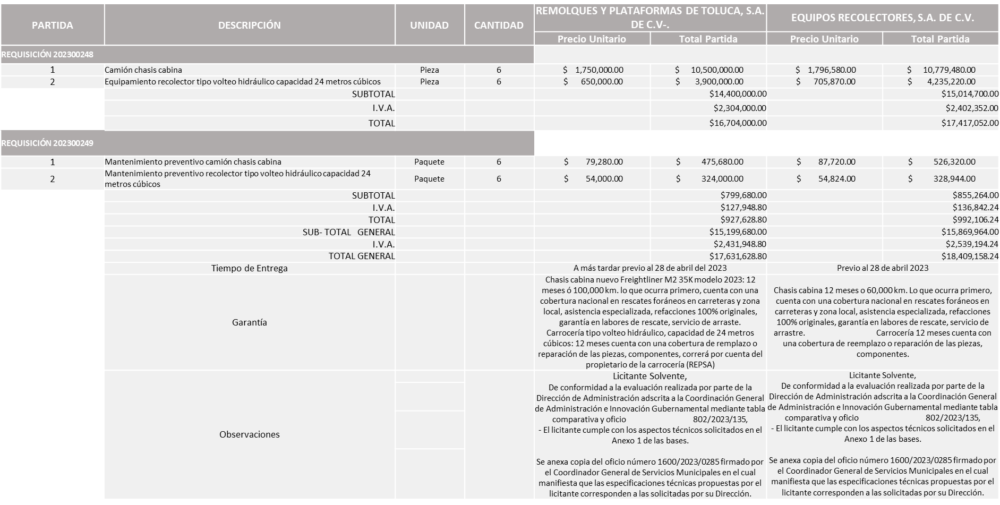 PARTIDA DESCRIPCIÓN UNIDAD CANTIDAD REMOLQUES Y PLATAFORMAS DE TOLUCA, S.A. DE C.V-. EQUIPOS RECOLECTORES, S.A. DE C.V.
Precio Unitario Total Partida Precio Unitario Total Partida
REQUISICIÓN 202300248
1 Camión chasis cabina Pieza 6 $ 1,750,000.00 $ 10,500,000.00 $ 1,796,580.00 $ 10,779,480.00
2 Equipamiento recolector tipo volteo hidráulico capacidad 24 metros cúbicos Pieza 6 $ 650,000.00 $ 3,900,000.00 $ 705,870.00 $ 4,235,220.00
SUBTOTAL $14,400,000.00 $15,014,700.00
I.V.A. $2,304,000.00 $2,402,352.00
TOTAL $16,704,000.00 $17,417,052.00
REQUISICIÓN 202300249
1 Mantenimiento preventivo camión chasis cabina Paquete 6 $ 79,280.00 $ 475,680.00 $ 87,720.00 $ 526,320.00
2 Mantenimiento preventivo recolector tipo volteo hidráulico capacidad 24 metros cúbicos Paquete 6 $ 54,000.00 $ 324,000.00 $ 54,824.00 $ 328,944.00
SUBTOTAL $799,680.00 $855,264.00
I.V.A. $127,948.80 $136,842.24
TOTAL $927,628.80 $992,106.24
SUB- TOTAL GENERAL $15,199,680.00 $15,869,964.00
I.V.A. $2,431,948.80 $2,539,194.24
TOTAL GENERAL $17,631,628.80 $18,409,158.24
Tiempo de Entrega A más tardar previo al 28 de abril del 2023 Previo al 28 de abril 2023
Garantía
Chasis cabina nuevo Freightliner M2 35K modelo 2023: 12
meses ó 100,000 km. lo que ocurra primero, cuenta con una
cobertura nacional en rescates foráneos en carreteras y zona
local, asistencia especializada, refacciones 100% originales,
garantía en labores de rescate, servicio de arraste.
Carrocería tipo volteo hidráulico, capacidad de 24 metros
cúbicos: 12 meses cuenta con una cobertura de remplazo o
reparación de las piezas, componentes, correrá por cuenta del
propietario de la carrocería (REPSA)
Chasis cabina 12 meses o 60,000 km. Lo que ocurra primero,
cuenta con una cobertura nacional en rescates foráneos en
carreteras y zona local, asistencia especializada, refacciones
100% originales, garantía en labores de rescate, servicio de
arrastre. Carrocería 12 meses cuenta con
una cobertura de reemplazo o reparación de las piezas,
componentes.
Observaciones
Licitante Solvente,
De conformidad a la evaluación realizada por parte de la
Dirección de Administración adscrita a la Coordinación General
de Administración e Innovación Gubernamental mediante tabla
comparativa y oficio 802/2023/135,
- El licitante cumple con los aspectos técnicos solicitados en el
Anexo 1 de las bases.
Se anexa copia del oficio número 1600/2023/0285 firmado por
el Coordinador General de Servicios Municipales en el cual
manifiesta que las especificaciones técnicas propuestas por el
licitante corresponden a las solicitadas por su Dirección.
Licitante Solvente,
De conformidad a la evaluación realizada por parte de la
Dirección de Administración adscrita a la Coordinación General
de Administración e Innovación Gubernamental mediante tabla
comparativa y oficio 802/2023/135,
- El licitante cumple con los aspectos técnicos solicitados en el
Anexo 1 de las bases.
Se anexa copia del oficio número 1600/2023/0285 firmado por
el Coordinador General de Servicios Municipales en el cual
manifiesta que las especificaciones técnicas propuestas por el
licitante corresponden a las solicitadas por su Dirección.